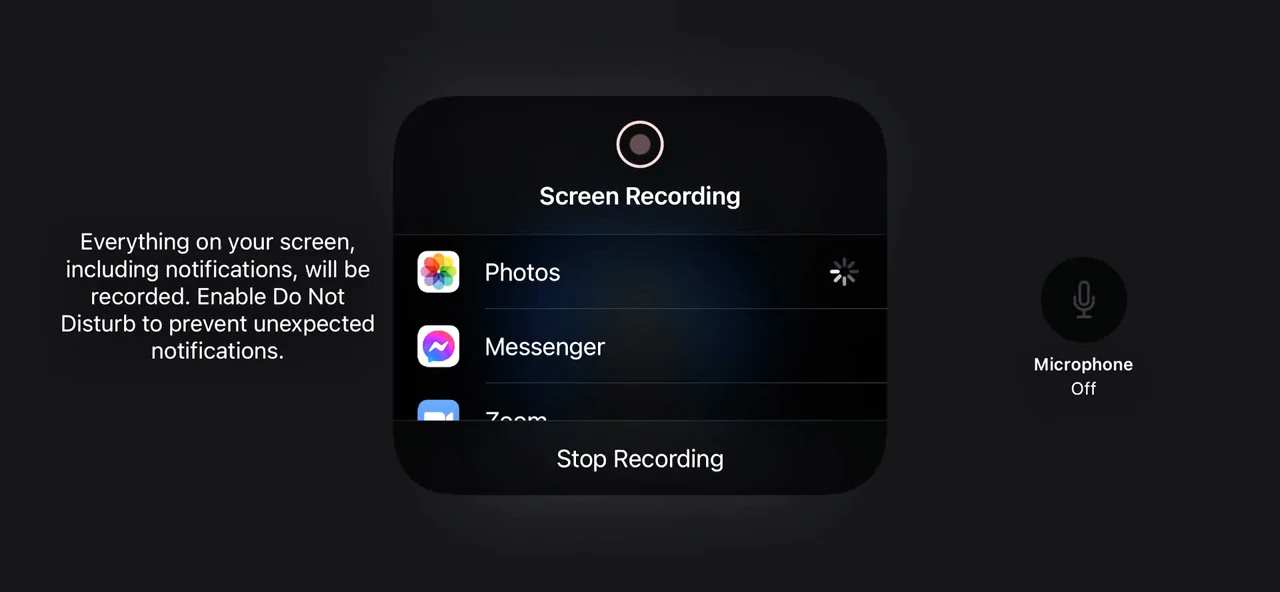 Everything on your screen,
including notifications, will be
recorded. Enable Do Not
Disturb to prevent unexpected
notifications.
Screen Recording
Photos
Messenger
Zoom
Stop Recording
Microphone
Off